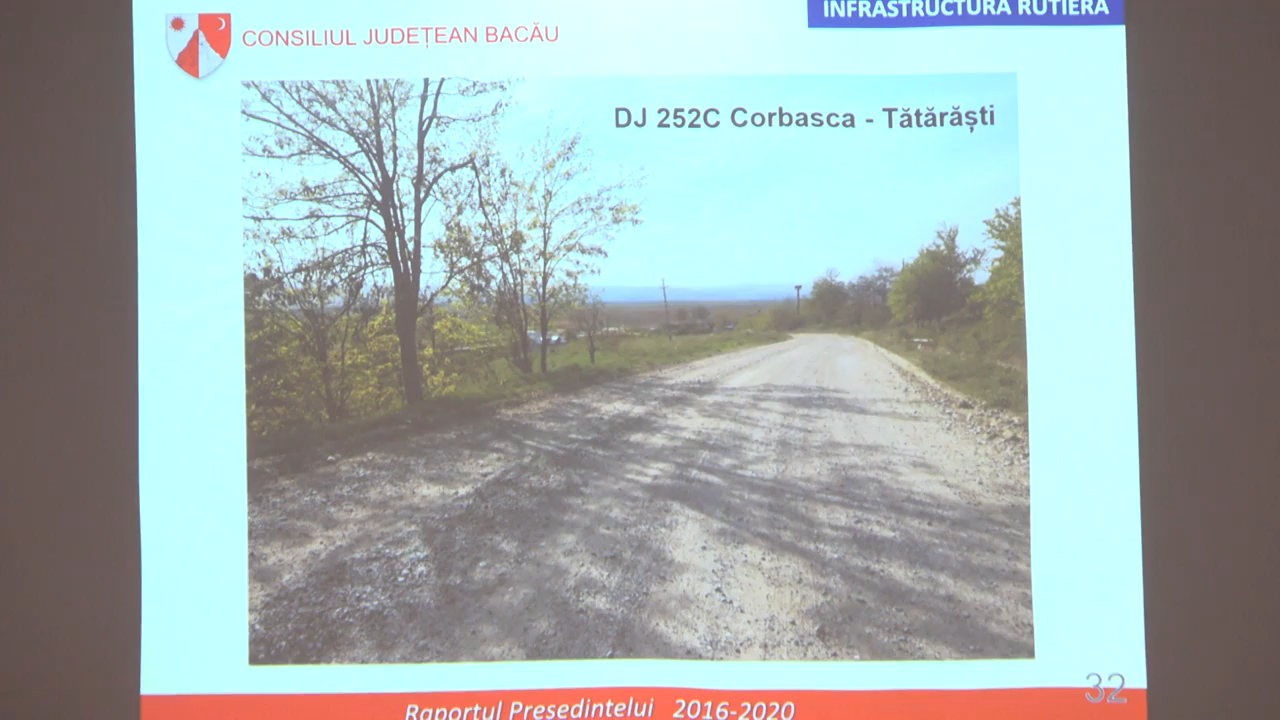 INFRASTRUCTURA RUTIERA
CONSILIUL JUDEȚEAN BACĂU
DJ 252C Corbasca - Tătărăști
32
Raportul Presedintelui 2016-2020